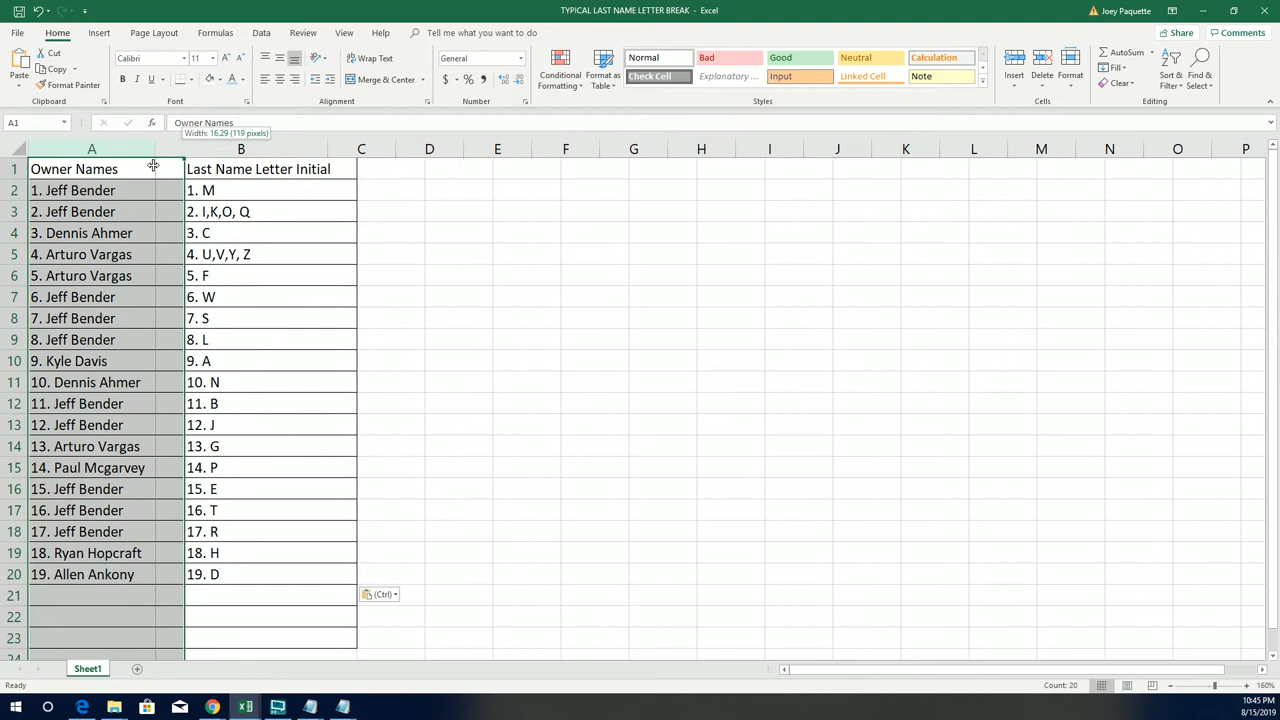 TYPICAL LAST NAME LETTER BREAK - Excel
Joey Paquette
File Home Insert Draw Page Layout Formulas Data Review View Help Tell me what you want to do Share Comments
Paste Cut Copy Format Painter Clipboard
Calibri 11 A A B I U A Font
ab Wrap Text Merge & Center Alignment
General $ % , Number
Conditional Formatting Format as Table
Normal Bad Good Neutral Calculation
Check Cell Explanatory ... Input Linked Cell Note
Styles
Insert Delete Format Cells
AutoSum Fill Clear Sort & Filter Find & Select Editing
A1 fx Owner Names
Width: 16.29 (119 pixels)
A B C D E F G H I J K L M N O P
1 Owner Names Last Name Letter Initial
2 1. Jeff Bender 1. M
3 2. Jeff Bender 2. I,K,O, Q
4 3. Dennis Ahmer 3. C
5 4. Arturo Vargas 4. U,V,Y, Z
6 5. Arturo Vargas 5. F
7 6. Jeff Bender 6. W
8 7. Jeff Bender 7. S
9 8. Jeff Bender 8. L
10 9. Kyle Davis 9. A
11 10. Dennis Ahmer 10. N
12 11. Jeff Bender 11. B
13 12. Jeff Bender 12. J
14 13. Arturo Vargas 13. G
15 14. Paul Mcgarvey 14. P
16 15. Jeff Bender 15. E
17 16. Jeff Bender 16. T
18 17. Jeff Bender 17. R
19 18. Ryan Hopcraft 18. H
20 19. Allen Ankony 19. D
21 (Ctrl)
22
23
24
Sheet1
Ready Count: 20 160%
10:45 PM
8/15/2019